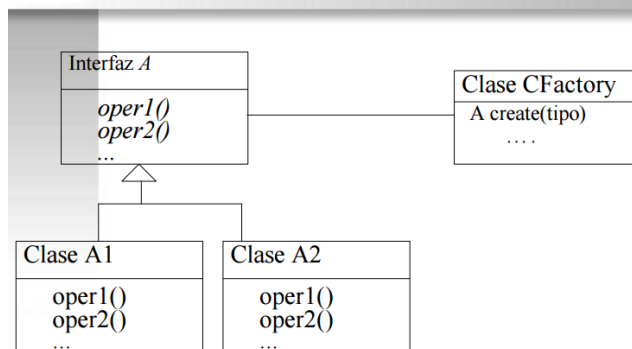 Interfaz A
oper1()
oper2()
...
Clase CFactory
A create(tipo)
....
Clase A1
oper1()
oper2()
...
Clase A2
oper1()
oper2()
...